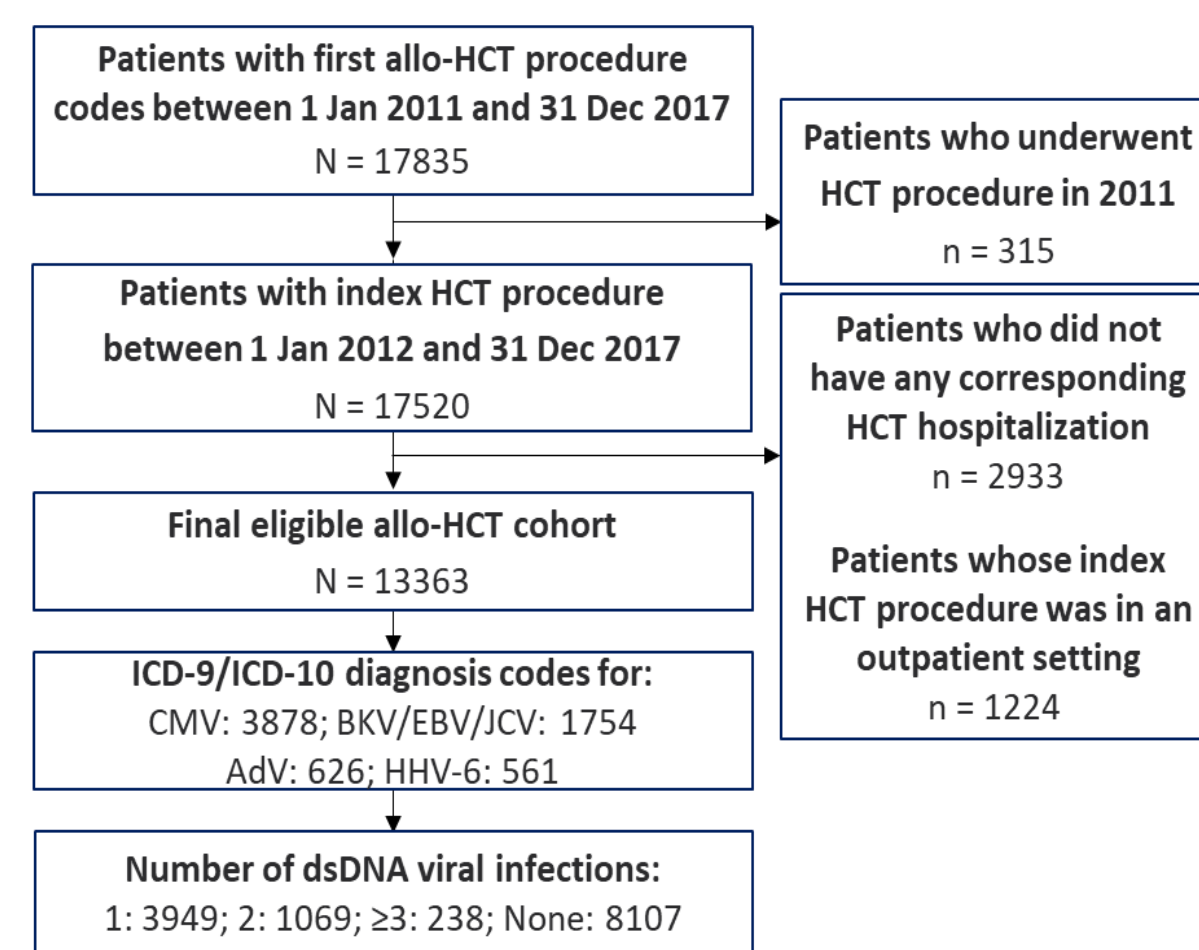 Patients with first allo-HCT procedure
codes between 1 Jan 2011 and 31 Dec 2017
N = 17835
Patients who underwent
HCT procedure in 2011
n = 315
Patients with index HCT procedure
between 1 Jan 2012 and 31 Dec 2017
N = 17520
Patients who did not
have any corresponding
HCT hospitalization
n = 2933
Patients whose index
HCT procedure was in an
outpatient setting
n = 1224
Final eligible allo-HCT cohort
N = 13363
ICD-9/ICD-10 diagnosis codes for:
CMV: 3878; BKV/EBV/JCV: 1754
AdV: 626; HHV-6: 561
Number of dsDNA viral infections:
1: 3949; 2: 1069; ≥3: 238; None: 8107